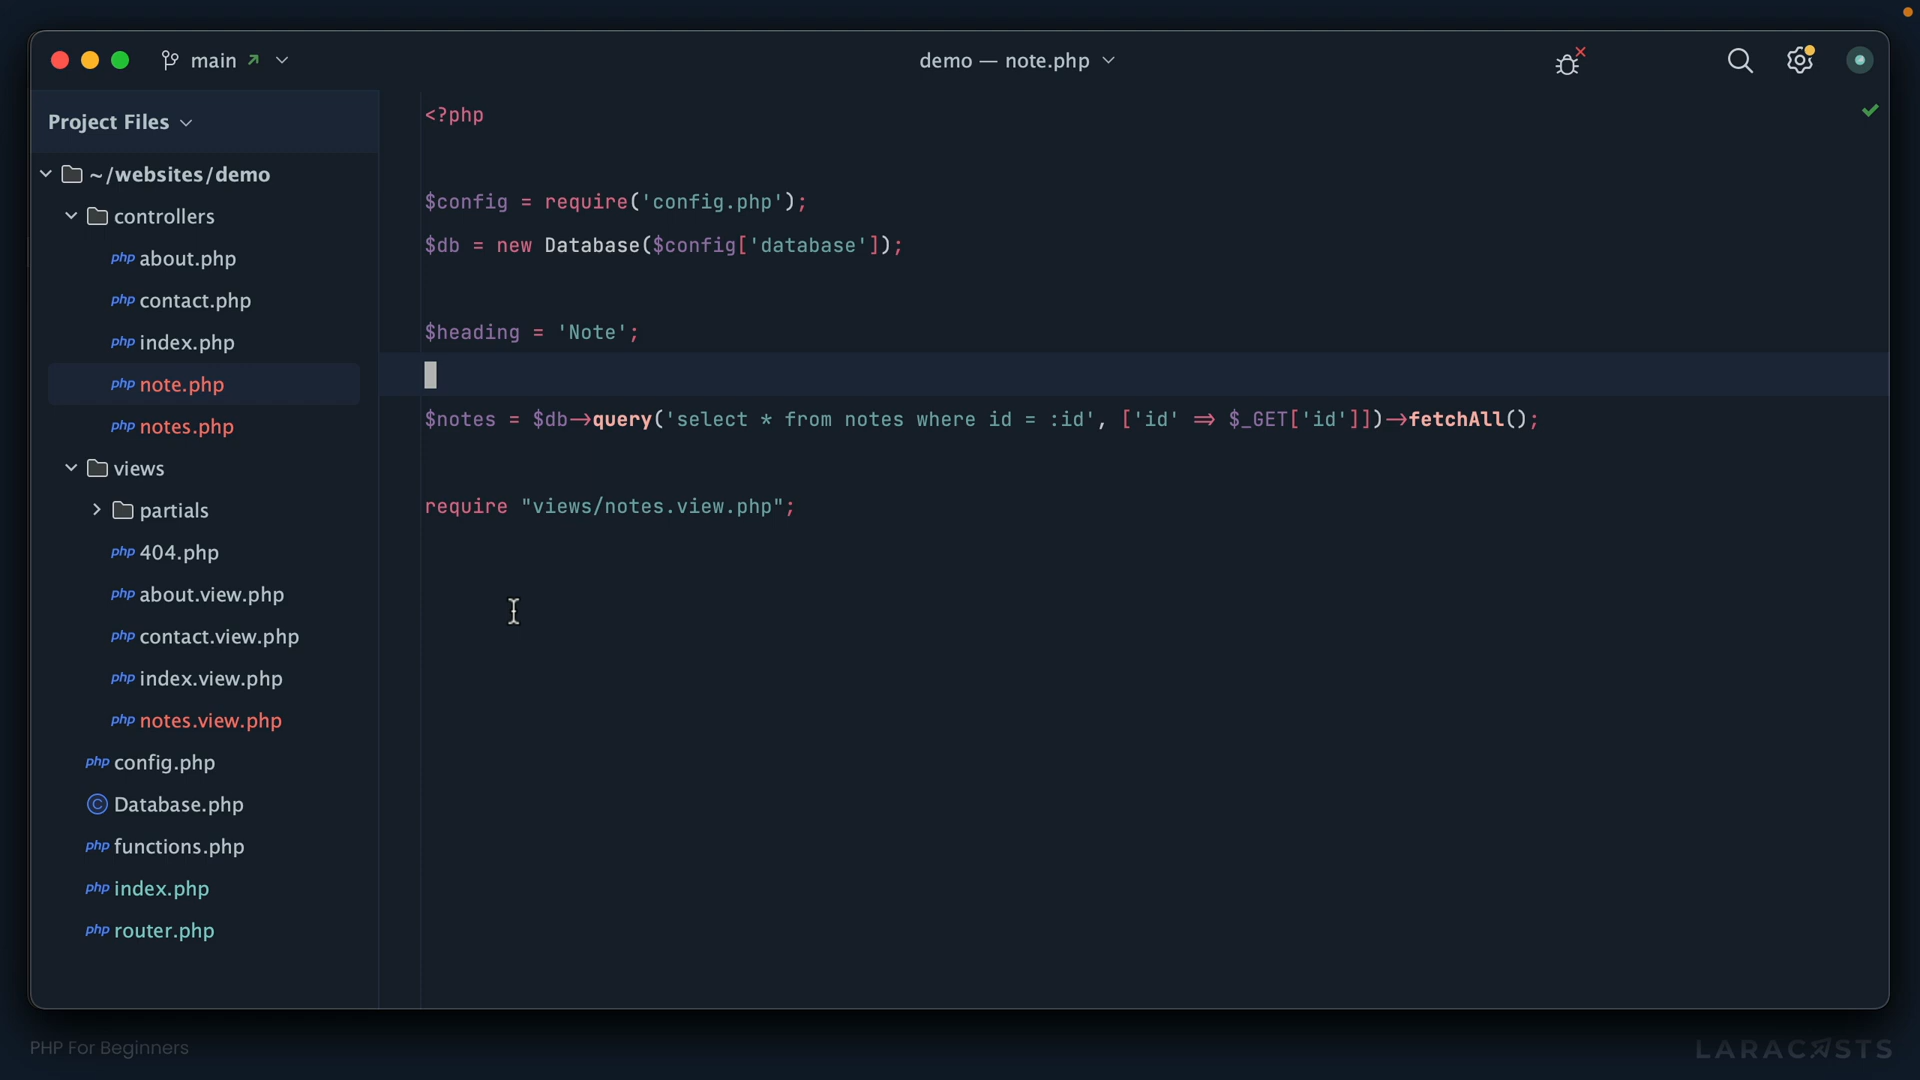 main
demo — note.php
Project Files
~/websites/demo
controllers
php about.php
php contact.php
php index.php
php note.php
php notes.php
views
partials
php 404.php
php about.view.php
php contact.view.php
php index.view.php
php notes.view.php
php config.php
C Database.php
php functions.php
php index.php
php router.php
<?php
$config = require('config.php');
$db = new Database($config['database']);
$heading = 'Note';
$notes = $db->query('select * from notes where id = :id', ['id' => $_GET['id']])->fetchAll();
require "views/notes.view.php";
PHP For Beginners
LARACASTS